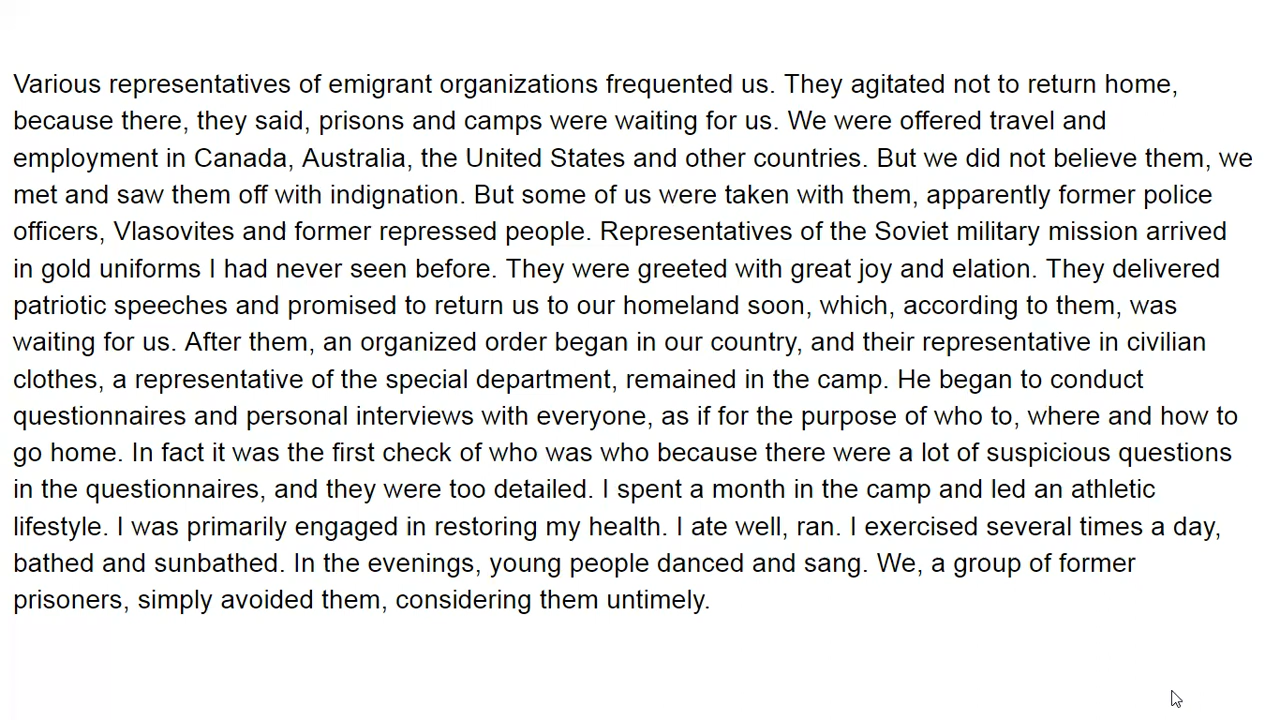 Various representatives of emigrant organizations frequented us. They agitated not to return home,
because there, they said, prisons and camps were waiting for us. We were offered travel and
employment in Canada, Australia, the United States and other countries. But we did not believe them, we
met and saw them off with indignation. But some of us were taken with them, apparently former police
officers, Vlasovites and former repressed people. Representatives of the Soviet military mission arrived
in gold uniforms I had never seen before. They were greeted with great joy and elation. They delivered
patriotic speeches and promised to return us to our homeland soon, which, according to them, was
waiting for us. After them, an organized order began in our country, and their representative in civilian
clothes, a representative of the special department, remained in the camp. He began to conduct
questionnaires and personal interviews with everyone, as if for the purpose of who to, where and how to
go home. In fact it was the first check of who was who because there were a lot of suspicious questions
in the questionnaires, and they were too detailed. I spent a month in the camp and led an athletic
lifestyle. I was primarily engaged in restoring my health. I ate well, ran. I exercised several times a day,
bathed and sunbathed. In the evenings, young people danced and sang. We, a group of former
prisoners, simply avoided them, considering them untimely.